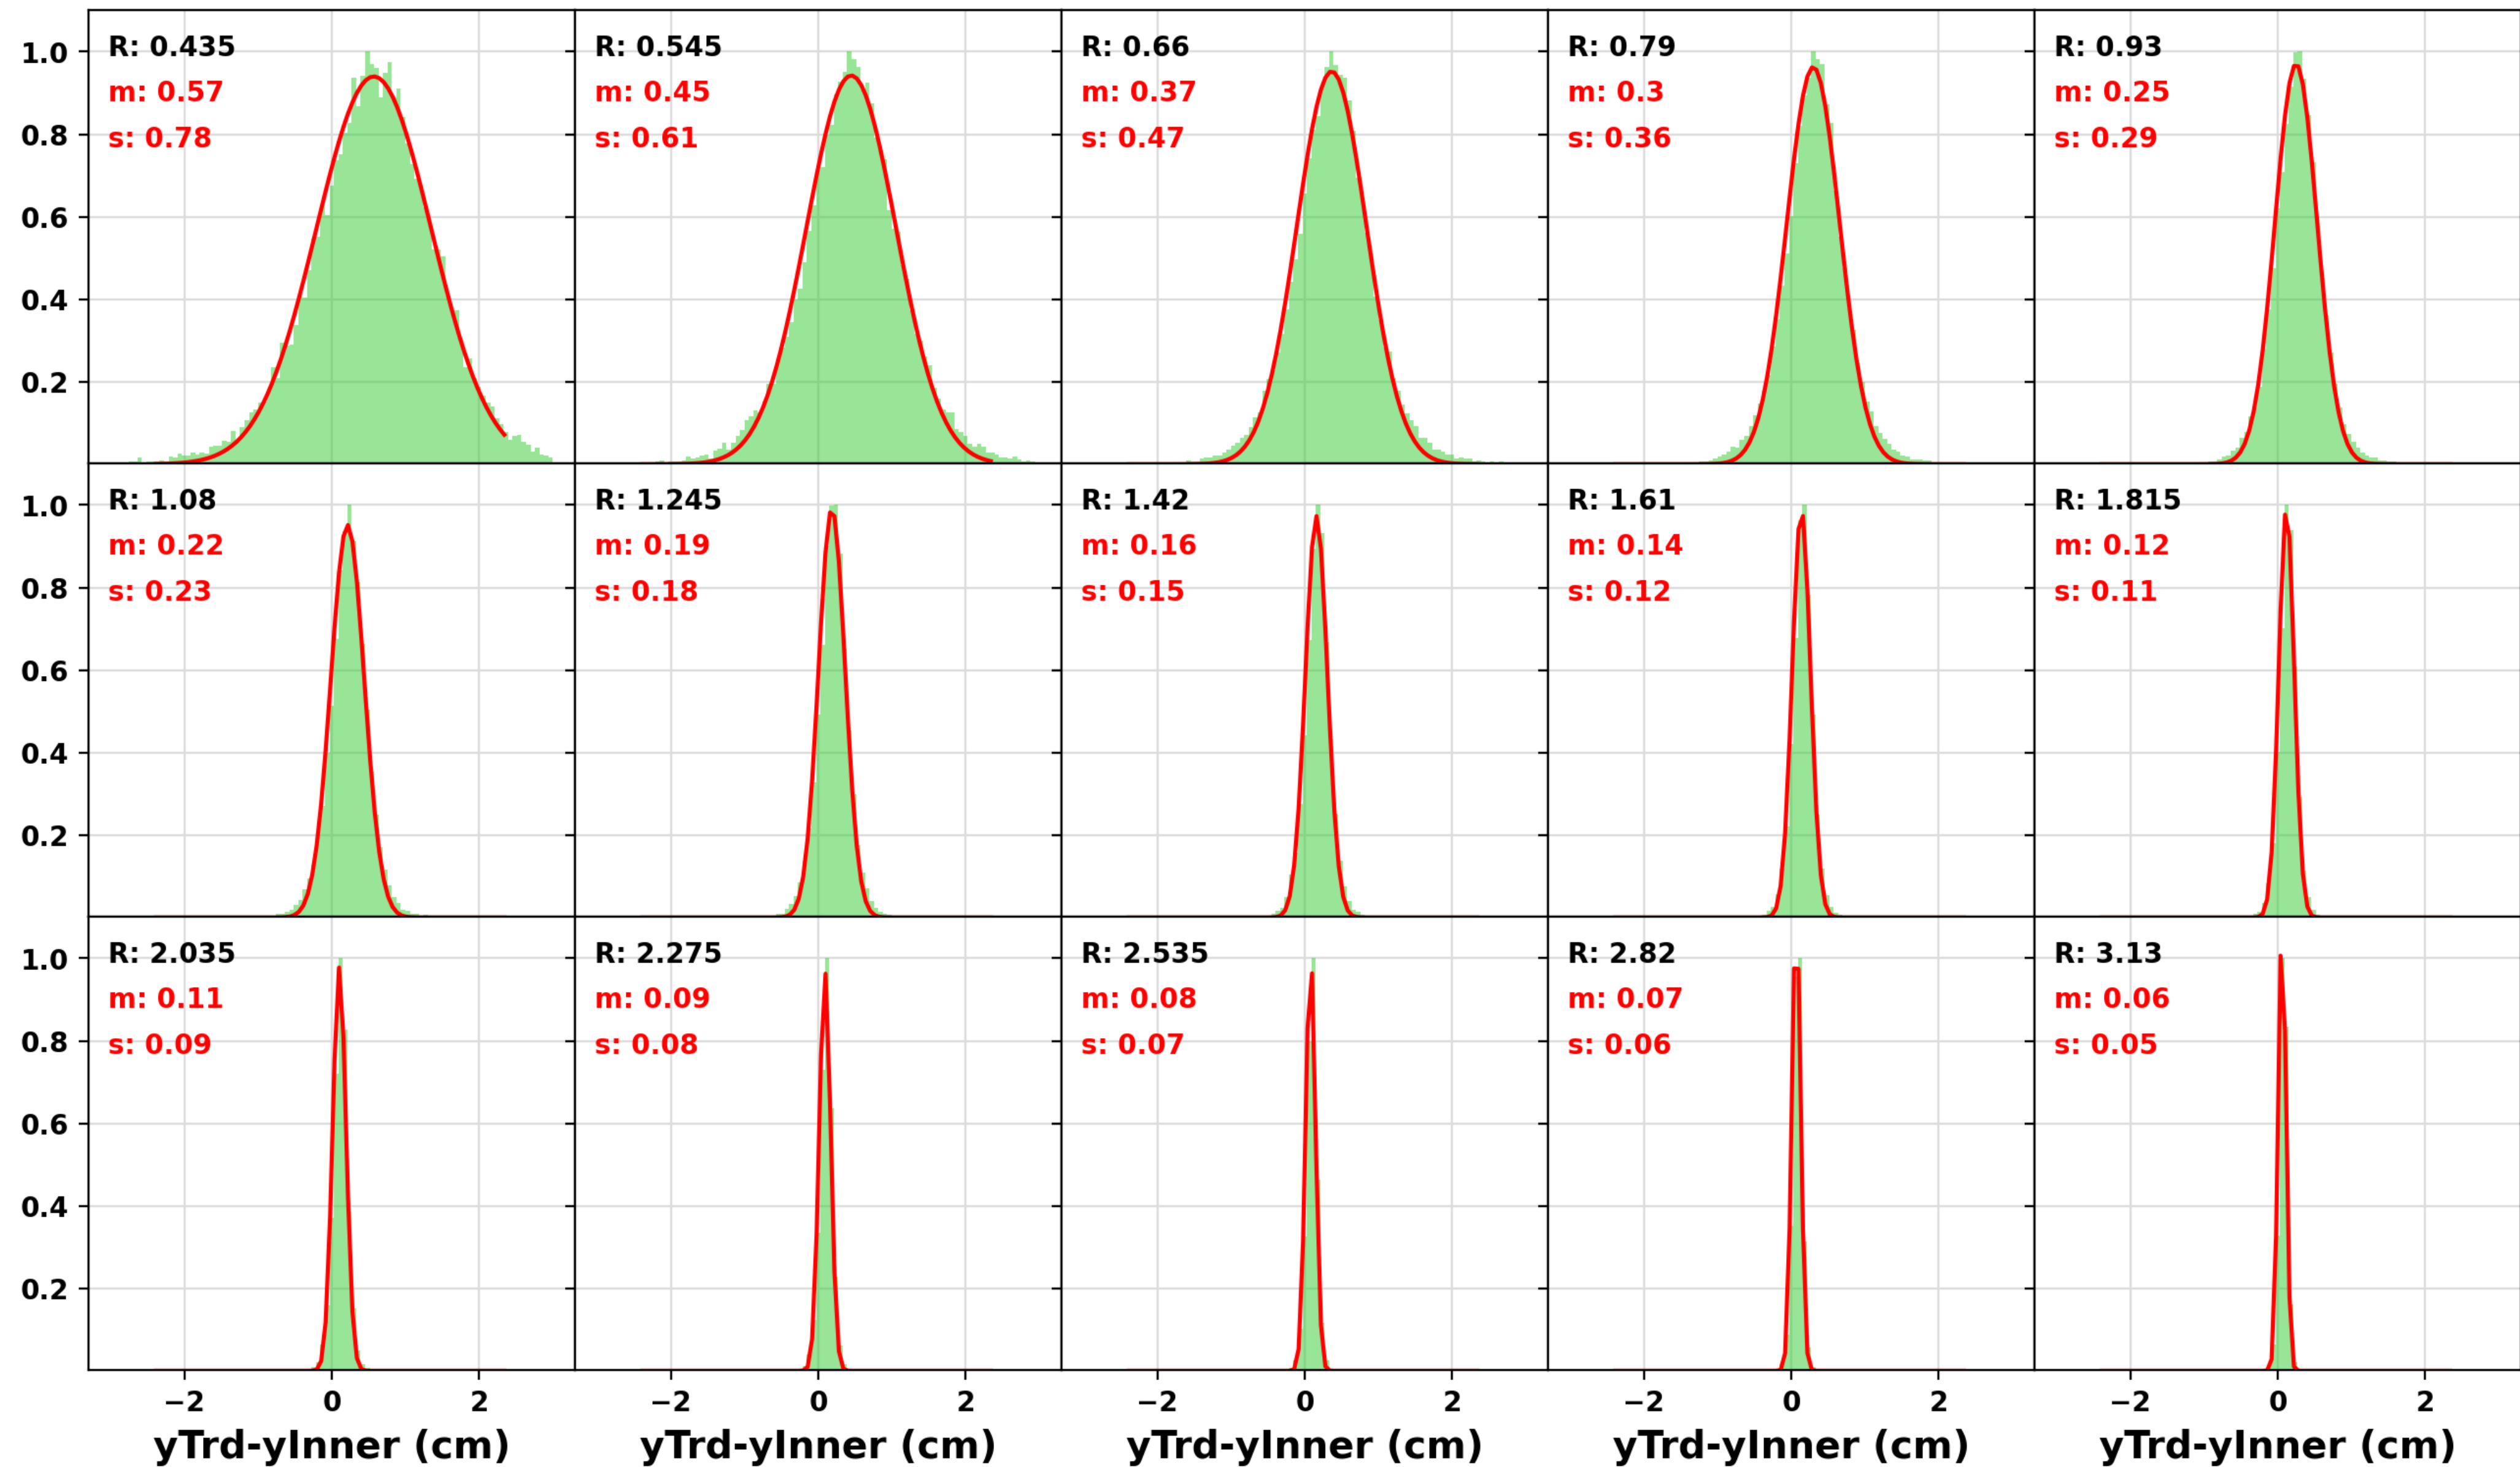 R: 0.435
m: 0.57
s: 0.78
R: 0.545
m: 0.45
s: 0.61
R: 0.66
m: 0.37
s: 0.47
R: 0.79
m: 0.3
s: 0.36
R: 0.93
m: 0.25
s: 0.29
1.0
0.8
0.6
0.4
0.2
R: 1.08
m: 0.22
s: 0.23
R: 1.245
m: 0.19
s: 0.18
R: 1.42
m: 0.16
s: 0.15
R: 1.61
m: 0.14
s: 0.12
R: 1.815
m: 0.12
s: 0.11
1.0
0.8
0.6
0.4
0.2
R: 2.035
m: 0.11
s: 0.09
R: 2.275
m: 0.09
s: 0.08
R: 2.535
m: 0.08
s: 0.07
R: 2.82
m: 0.07
s: 0.06
R: 3.13
m: 0.06
s: 0.05
1.0
0.8
0.6
0.4
0.2
−2 0 2 −2 0 2 −2 0 2 −2 0 2 −2 0 2
yTrd-yInner (cm) yTrd-yInner (cm) yTrd-yInner (cm) yTrd-yInner (cm) yTrd-yInner (cm)